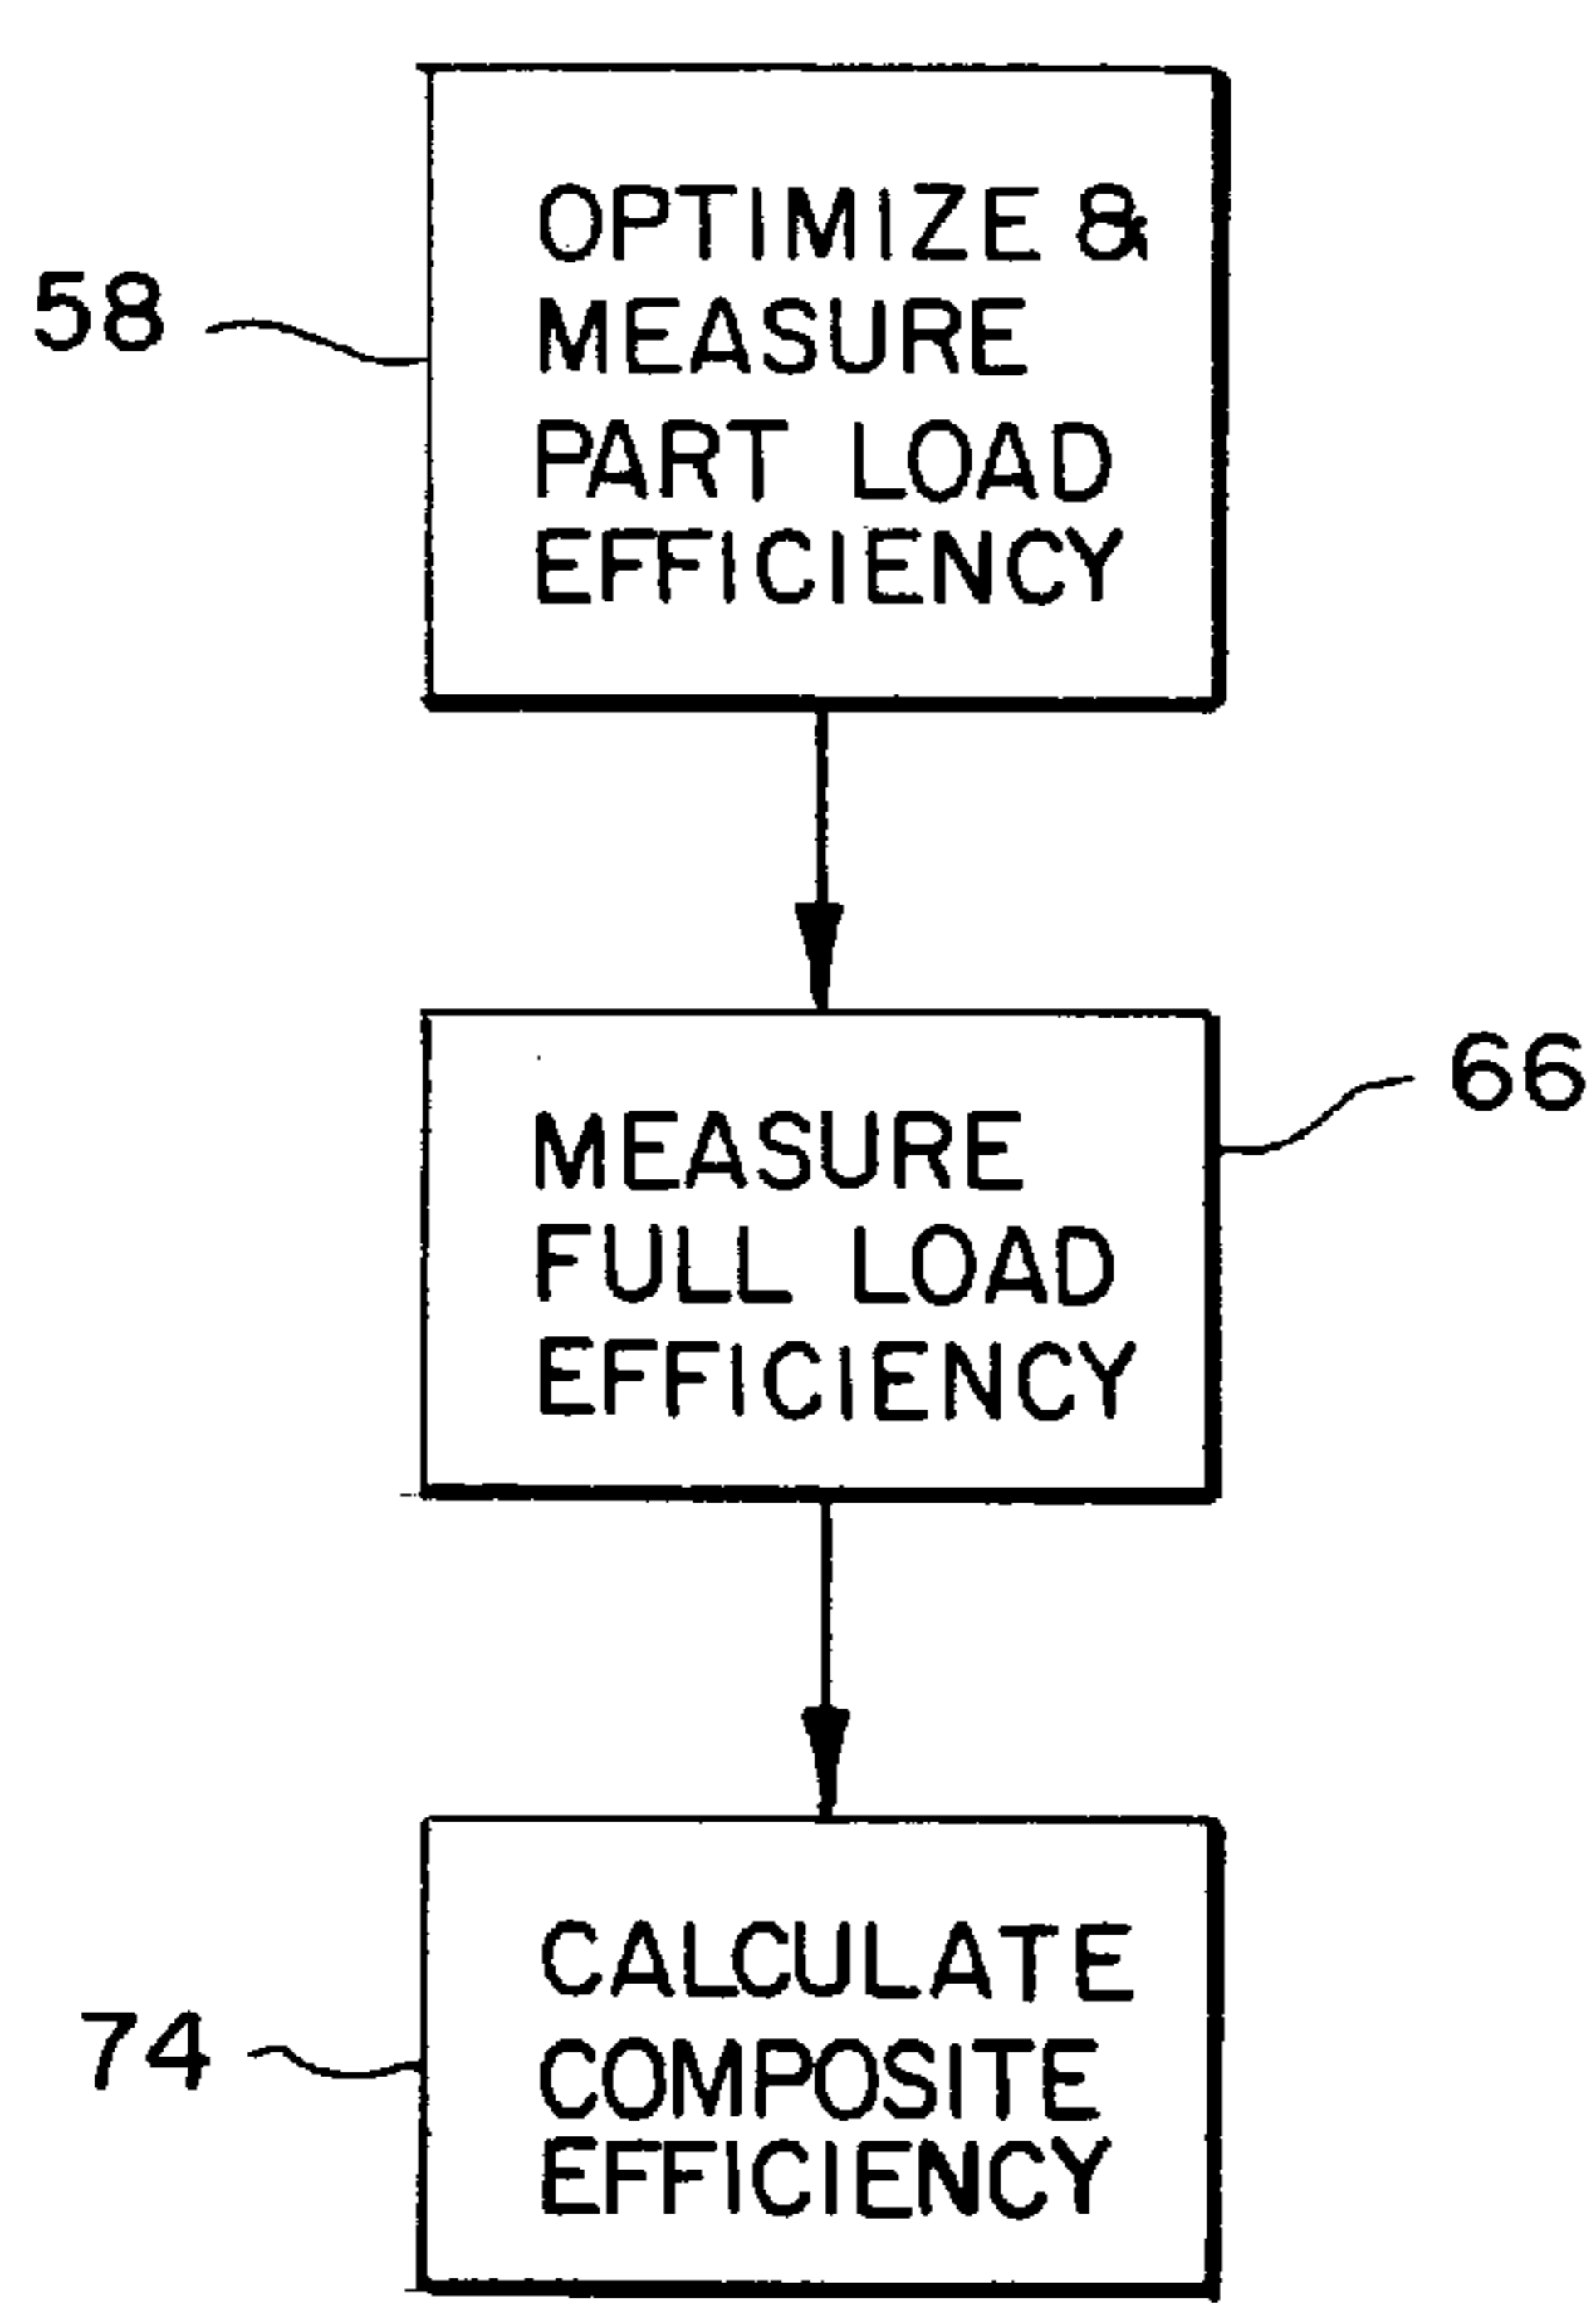 58
OPTIMIZE &
MEASURE
PART LOAD
EFFICIENCY
66
MEASURE
FULL LOAD
EFFICIENCY
74
CALCULATE
COMPOSITE
EFFICIENCY